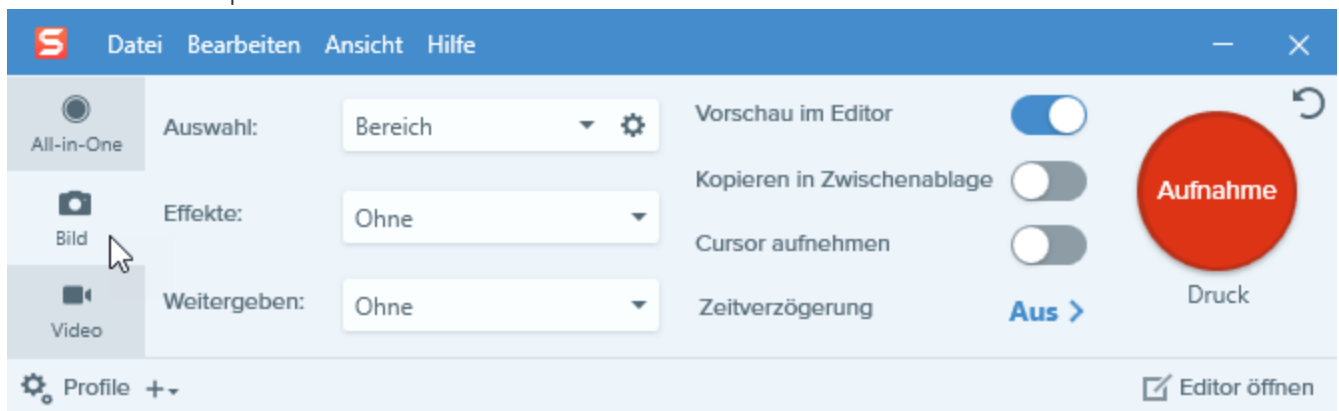 S
Datei Bearbeiten Ansicht Hilfe
All-in-One
Bild
Video
Auswahl: Bereich
Effekte: Ohne
Weitergeben: Ohne
Vorschau im Editor
Kopieren in Zwischenablage
Cursor aufnehmen
Zeitverzögerung Aus >
Aufnahme
Druck
Profile +
Editor öffnen